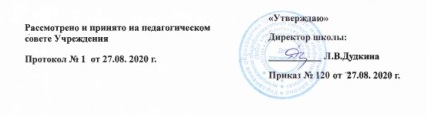 Рассмотрено и принято на педагогическом
совете Учреждения
Протокол № 1 от 27.08. 2020 г.
«Утверждаю»
Директор школы:
Л.В.Дудкина
Приказ № 120 от 27.08. 2020 г.